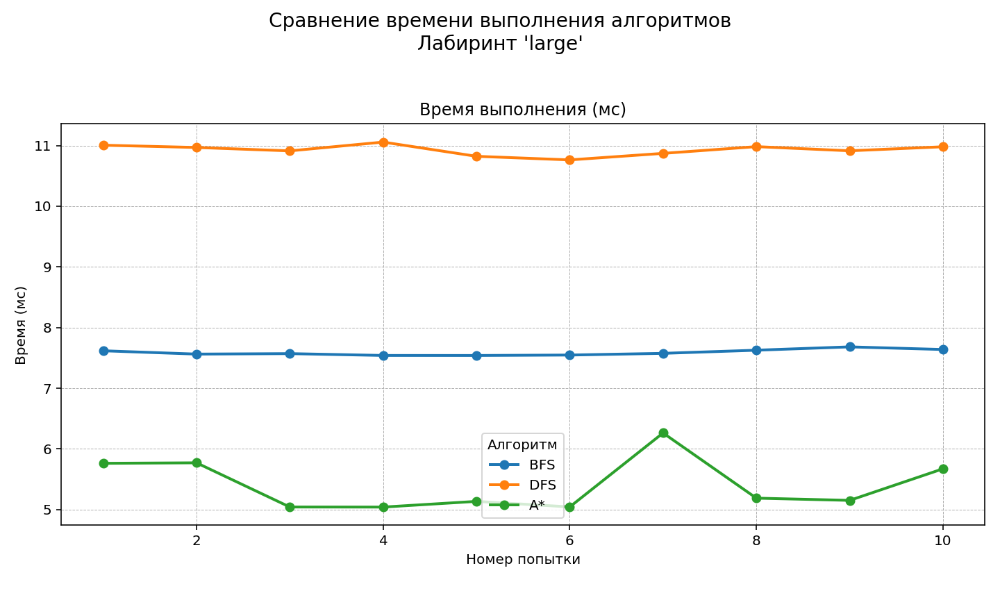 Сравнение времени выполнения алгоритмов
Лабиринт 'large'
Время выполнения (мс)
Время (мс)
11
10
9
8
7
6
5
Алгоритм
BFS
DFS
A*
2
4
6
8
10
Номер попытки